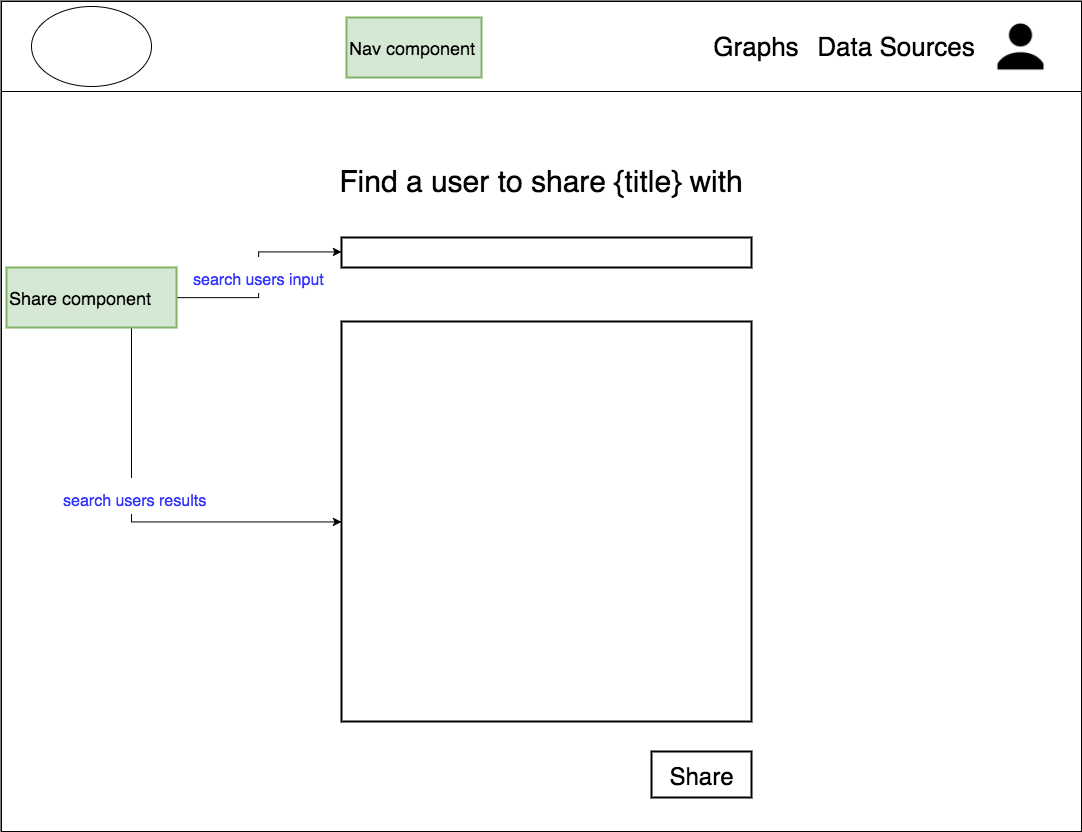 Nav component
Graphs Data Sources
Find a user to share {title} with
search users input
Share component
search users results
Share